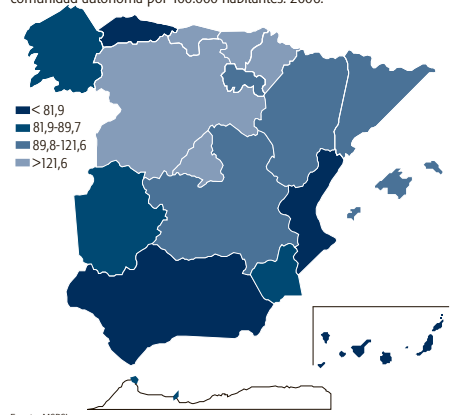 comunidad autónoma por 100.000 habitantes. 2006.
< 81,9
81,9-89,7
89,8-121,6
>121,6